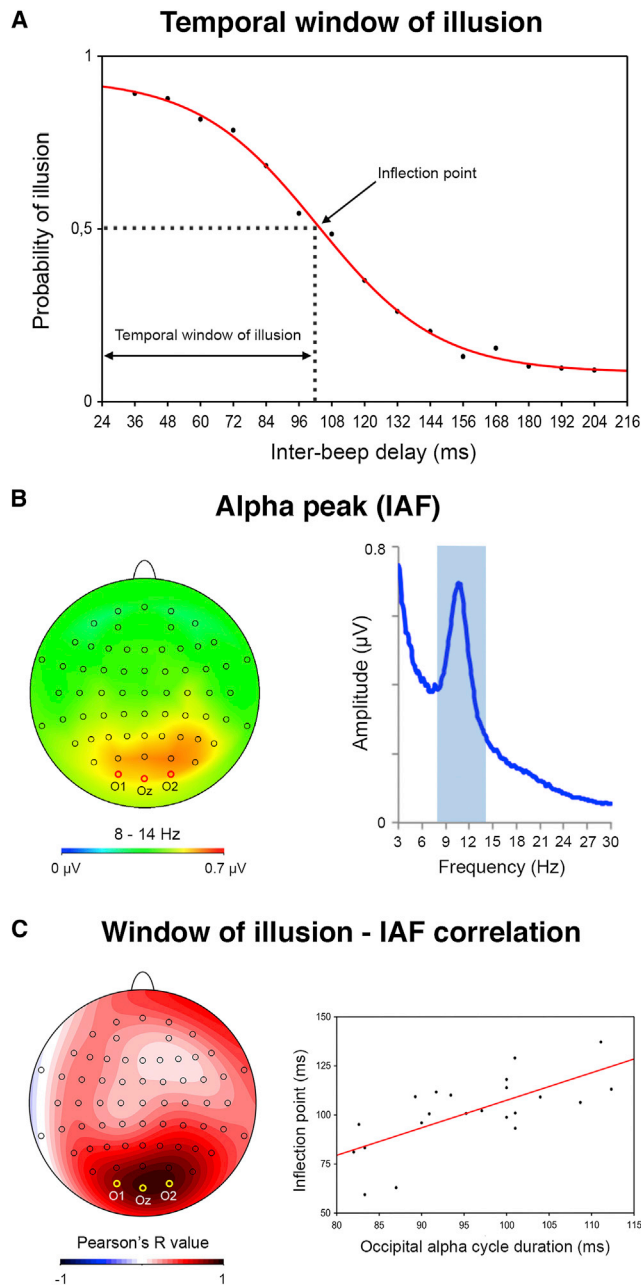 A
Temporal window of illusion
Probability of illusion
1
0,5
0
Inflection point
Temporal window of illusion
24 36 48 60 72 84 96 108 120 132 144 156 168 180 192 204 216
Inter-beep delay (ms)
B
Alpha peak (IAF)
O1 Oz O2
8 - 14 Hz
0 µV 0.7 µV
Amplitude (µV)
0.8
0
3 6 9 12 15 18 21 24 27 30
Frequency (Hz)
C
Window of illusion - IAF correlation
O1 Oz O2
Pearson's R value
-1 1
Inflection point (ms)
150
125
100
75
50
80 85 90 95 100 105 110 115
Occipital alpha cycle duration (ms)